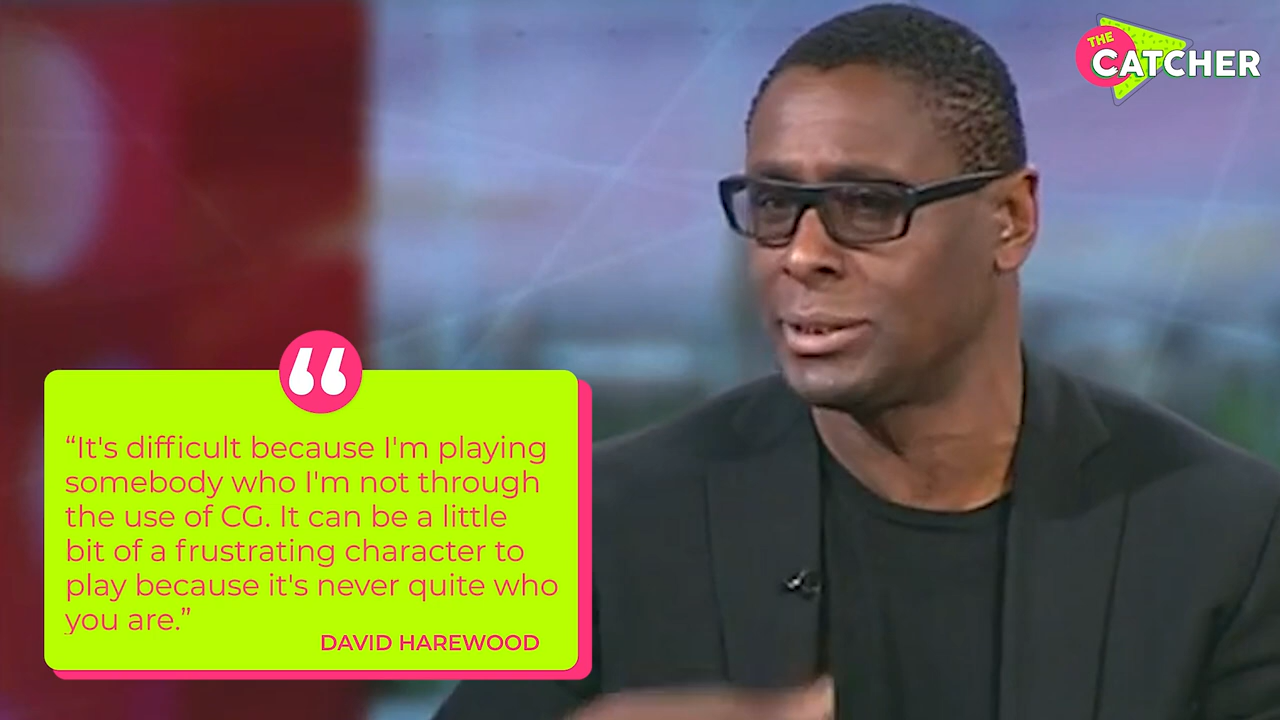 THE
CATCHER
“It's difficult because I'm playing
somebody who I'm not through
the use of CG. It can be a little
bit of a frustrating character to
play because it's never quite who
you are.”
DAVID HAREWOOD